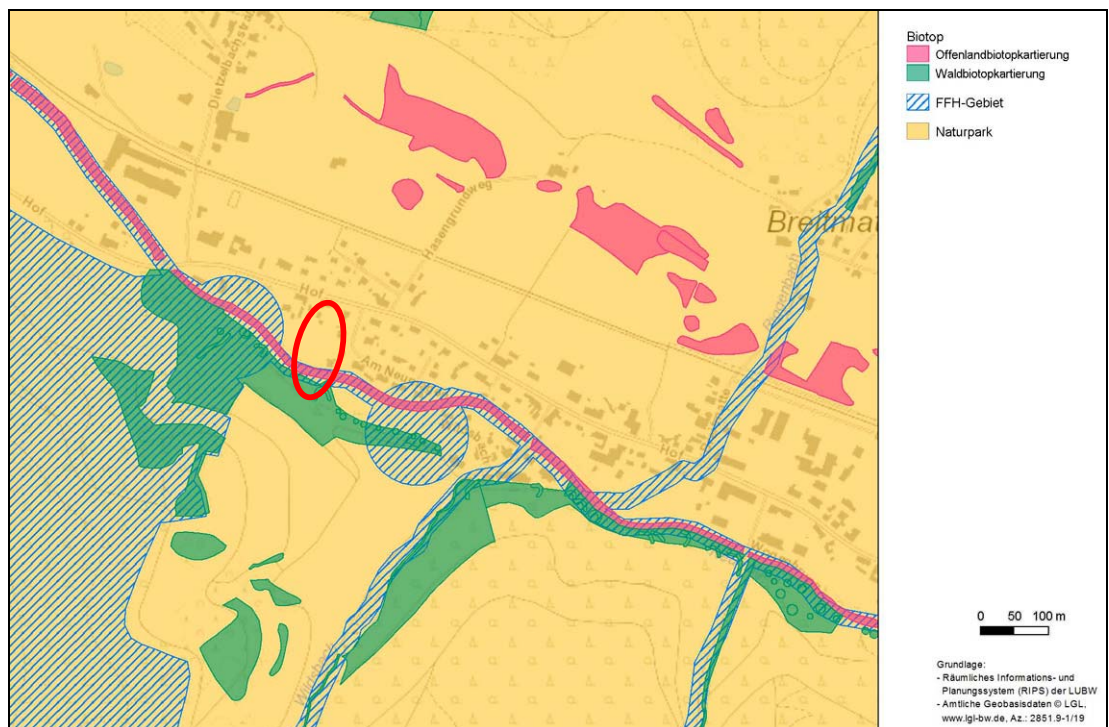 Biotop
Offenlandbiotopkartierung
Waldbiotopkartierung
FFH-Gebiet
Naturpark
Hof
Hasengrundweg
Hof
Am Neu
Hof
0 50 100 m
Grundlage:
- Räumliches Informations- und
Planungssystem (RIPS) der LUBW
- Amtliche Geobasisdaten © LGL,
www.lgl-bw.de, Az.: 2851.9-1/19